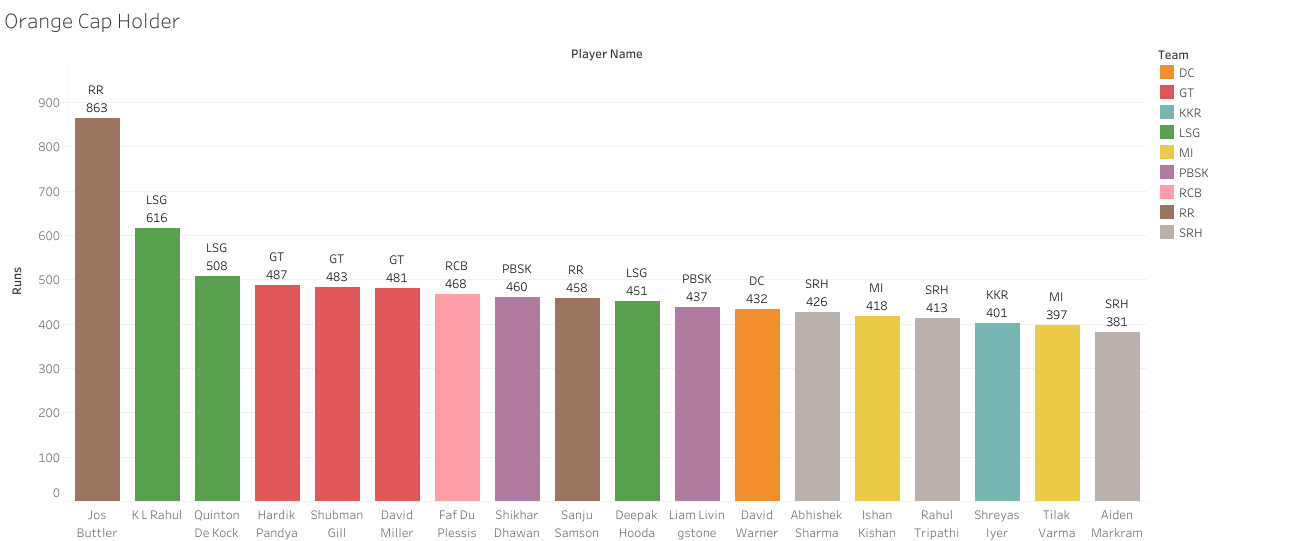 Orange Cap Holder
Player Name
Runs
900
800
700
600
500
400
300
200
100
0
RR
863
LSG
616
LSG
508
GT
487
GT
483
GT
481
RCB
468
PBSK
460
RR
458
LSG
451
PBSK
437
DC
432
SRH
426
MI
418
SRH
413
KKR
401
MI
397
SRH
381
Jos
Buttler
K L Rahul
Quinton
De Kock
Hardik
Pandya
Shubman
Gill
David
Miller
Faf Du
Plessis
Shikhar
Dhawan
Sanju
Samson
Deepak
Hooda
Liam Livin
gstone
David
Warner
Abhishek
Sharma
Ishan
Kishan
Rahul
Tripathi
Shreyas
Iyer
Tilak
Varma
Aiden
Markram
Team
DC
GT
KKR
LSG
MI
PBSK
RCB
RR
SRH